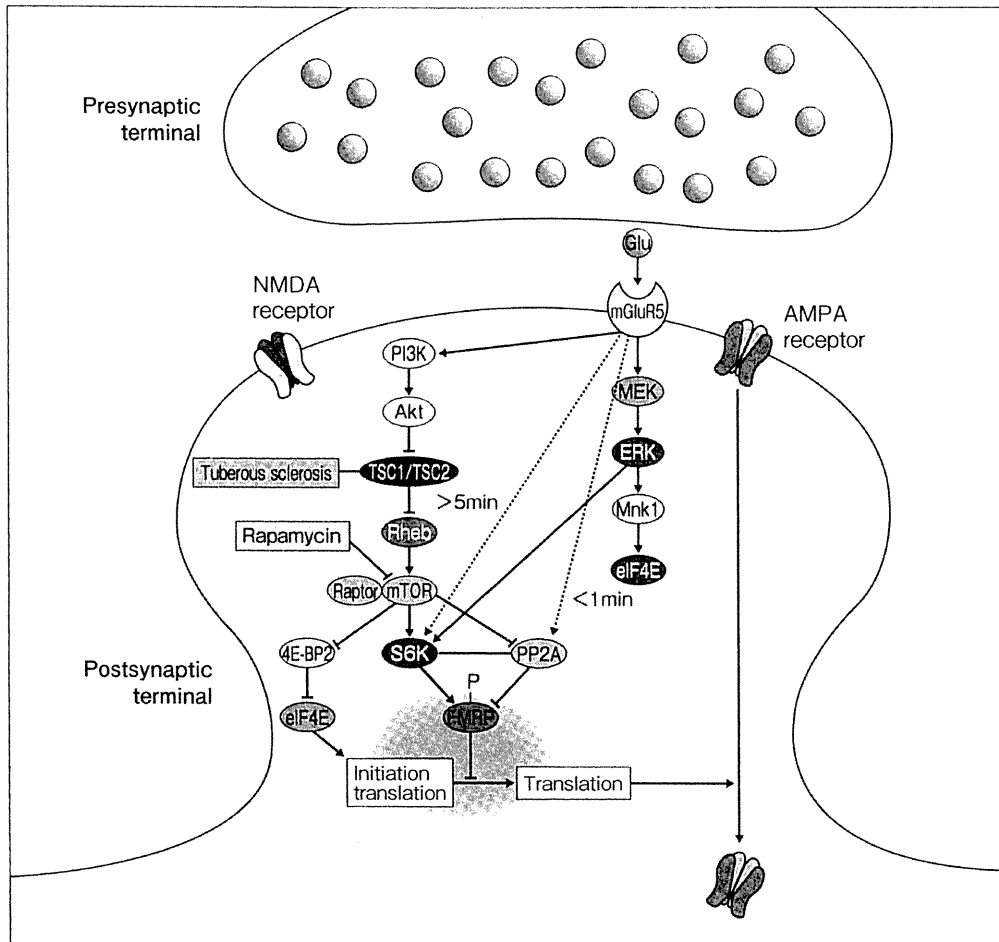 Presynaptic
terminal
Glu
NMDA
receptor
mGluR5
AMPA
receptor
PI3K
MEK
Akt
ERK
Tuberous sclerosis
TSC1/TSC2
>5min
Mnk1
Rapamycin
Rheb
eIF4E
Raptor
mTOR
<1min
4E-BP2
S6K
PP2A
Postsynaptic
terminal
P
eIF4E
FMRP
Initiation
translation
Translation